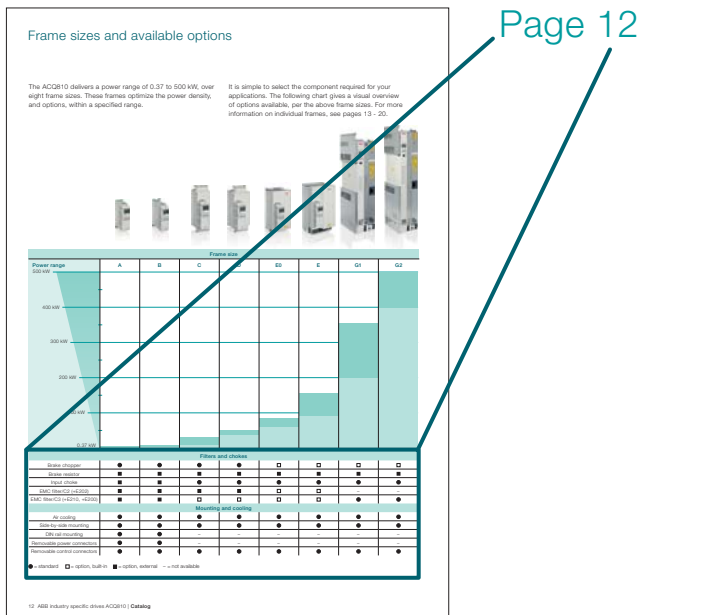 Page 12
Frame sizes and available options
The ACQ810 delivers a power range of 0.37 to 500 kW, over
eight frame sizes. These frames optimize the power density,
and options, within a specified range.
It is simple to select the component required for your
applications. The following chart gives a visual overview
of options available, per the above frame sizes. For more
information on individual frames, see pages 13 - 20.
Frame size
Power range A B C E0 E G1 G2
500 kW
400 kW
300 kW
200 kW
kW
0.37 kW
Filters and chokes
Brake chopper ● ● ● ● □ □ □ □
Brake resistor ■ ■ ■ ■ ■ ■ ■ ■
Input choke ■ ■ ● ● ● ● ● ●
EMC filter/C3 (+E202) ■ ■ ■ ■ □ □ – –
EMC filter/C3 (+E210, +E200) ■ ■ □ □ □ □ ● ●
Mounting and cooling
Air cooling ● ● ● ● ● ● ● ●
Side-by-side mounting ● ● ● ● ● ● ● ●
DIN rail mounting ● ● – – – – – –
Removable power connectors ● ● – – – – – –
Removable control connectors ● ● ● ● ● ● ● ●
● = standard □ = option, built-in ■ = option, external – = not available
12 ABB industry specific drives ACQ810 | Catalog